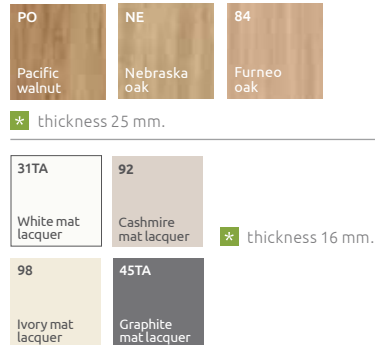 PO
Pacific
walnut
NE
Nebraska
oak
84
Furneo
oak
* thickness 25 mm.
31TA
White mat
lacquer
92
Cashmire
mat lacquer
* thickness 16 mm.
98
Ivory mat
lacquer
45TA
Graphite
mat lacquer